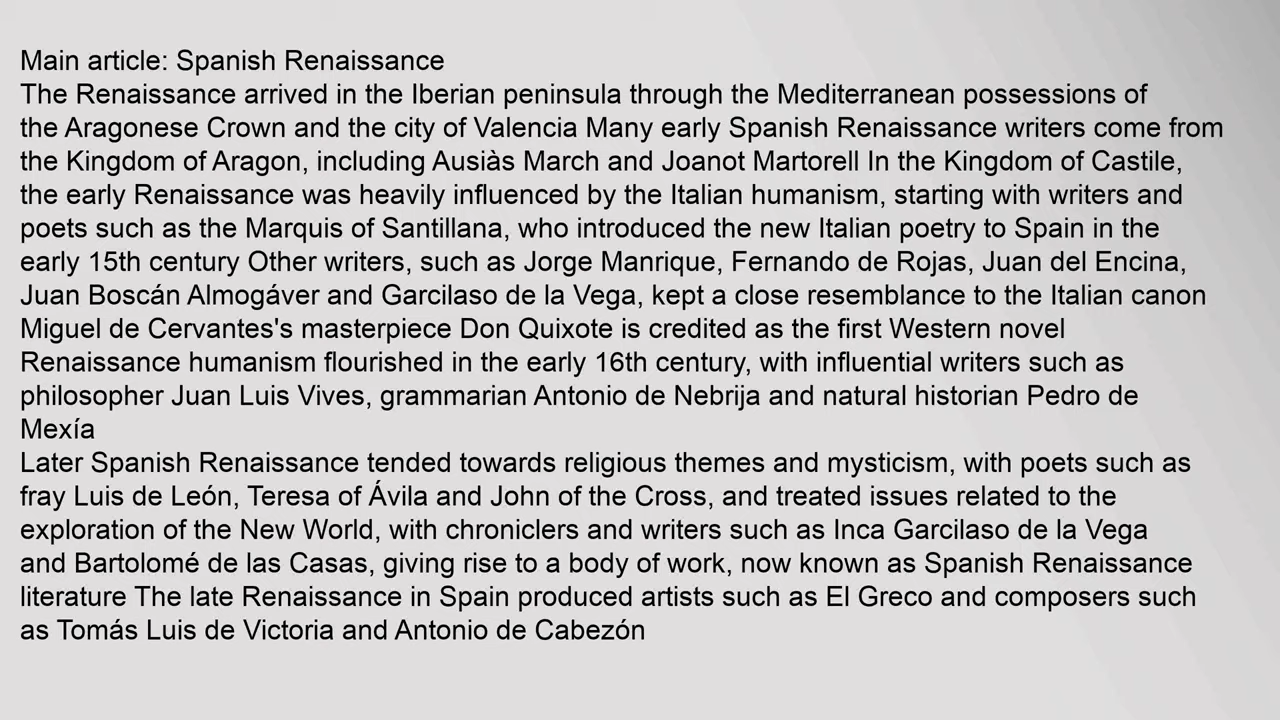 Main article: Spanish Renaissance
The Renaissance arrived in the Iberian peninsula through the Mediterranean possessions of
the Aragonese Crown and the city of Valencia Many early Spanish Renaissance writers come from
the Kingdom of Aragon, including Ausiàs March and Joanot Martorell In the Kingdom of Castile,
the early Renaissance was heavily influenced by the Italian humanism, starting with writers and
poets such as the Marquis of Santillana, who introduced the new Italian poetry to Spain in the
early 15th century Other writers, such as Jorge Manrique, Fernando de Rojas, Juan del Encina,
Juan Boscán Almogáver and Garcilaso de la Vega, kept a close resemblance to the Italian canon
Miguel de Cervantes's masterpiece Don Quixote is credited as the first Western novel
Renaissance humanism flourished in the early 16th century, with influential writers such as
philosopher Juan Luis Vives, grammarian Antonio de Nebrija and natural historian Pedro de
Mexía
Later Spanish Renaissance tended towards religious themes and mysticism, with poets such as
fray Luis de León, Teresa of Ávila and John of the Cross, and treated issues related to the
exploration of the New World, with chroniclers and writers such as Inca Garcilaso de la Vega
and Bartolomé de las Casas, giving rise to a body of work, now known as Spanish Renaissance
literature The late Renaissance in Spain produced artists such as El Greco and composers such
as Tomás Luis de Victoria and Antonio de Cabezón